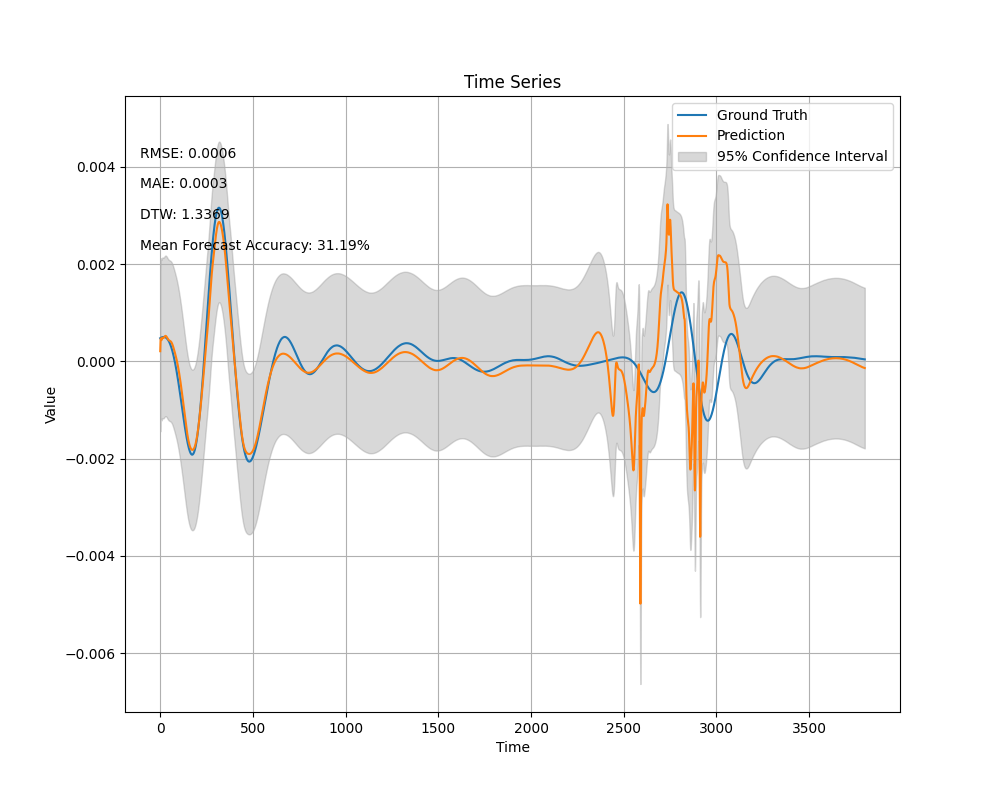 Time Series
Ground Truth
Prediction
95% Confidence Interval
RMSE: 0.0006
MAE: 0.0003
DTW: 1.3369
Mean Forecast Accuracy: 31.19%
0.004
0.002
0.000
−0.002
−0.004
−0.006
Value
0 500 1000 1500 2000 2500 3000 3500
Time